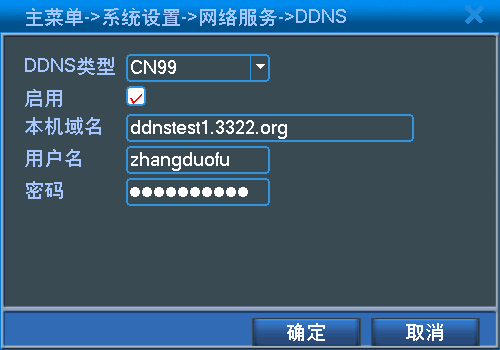 主菜单->系统设置->网络服务->DDNS
DDNS类型 CN99
启用
本机域名 ddnstest1.3322.org
用户名 zhangduofu
密码 ●●●●●●●●●●
确定 取消